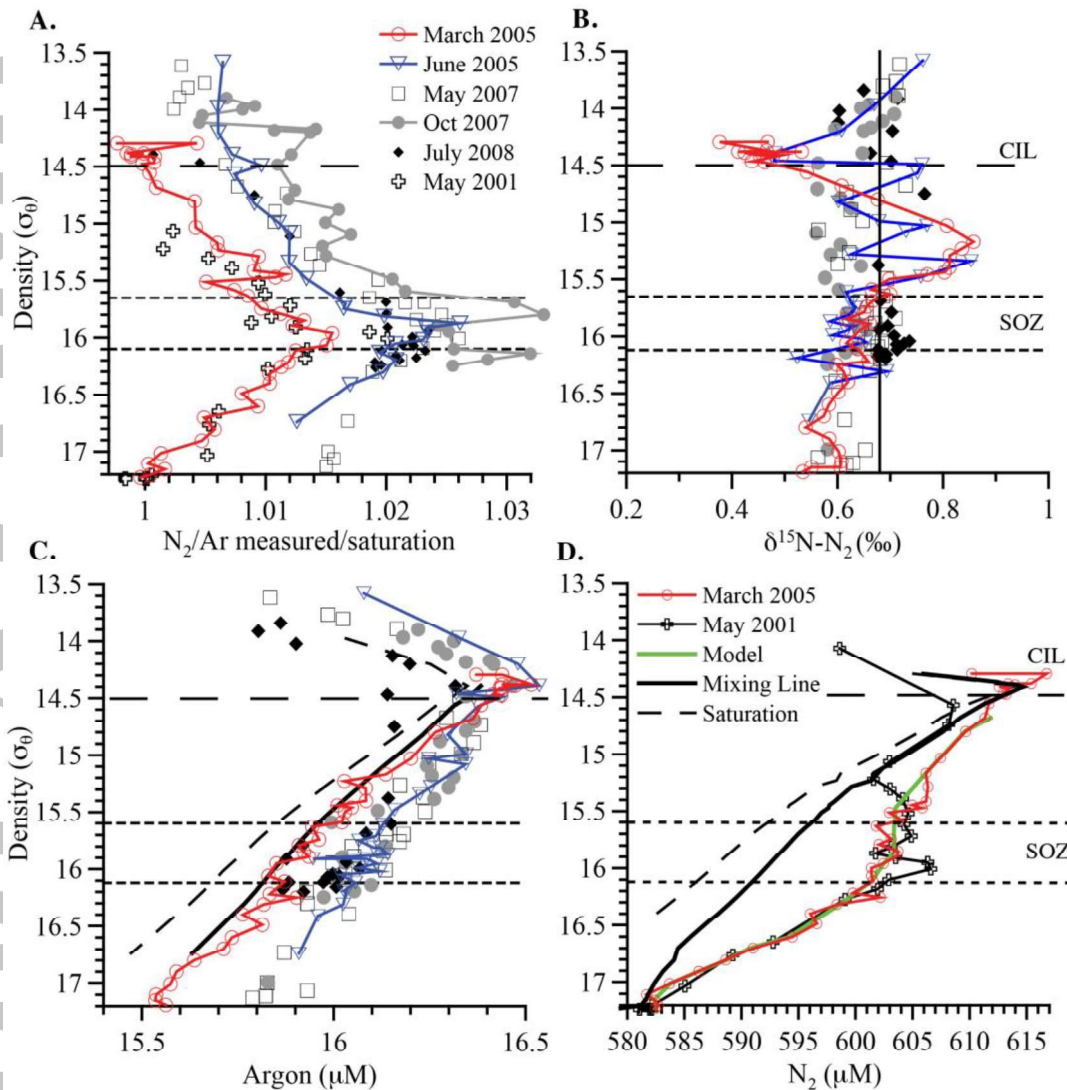 A.
March 2005
June 2005
May 2007
Oct 2007
July 2008
May 2001
13.5
14
14.5
15
15.5
16
16.5
17
Density (σθ)
1
1.01
1.02
1.03
N₂/Ar measured/saturation
B.
CIL
SOZ
13.5
14
14.5
15
15.5
16
16.5
17
0.2
0.4
0.6
0.8
1
δ¹⁵N-N₂ (‰)
C.
13.5
14
14.5
15
15.5
16
16.5
17
Density (σθ)
15.5
16
16.5
Argon (μM)
D.
March 2005
May 2001
Model
Mixing Line
Saturation
CIL
SOZ
13.5
14
14.5
15
15.5
16
16.5
17
580
585
590
595
600
605
610
615
N₂ (μM)